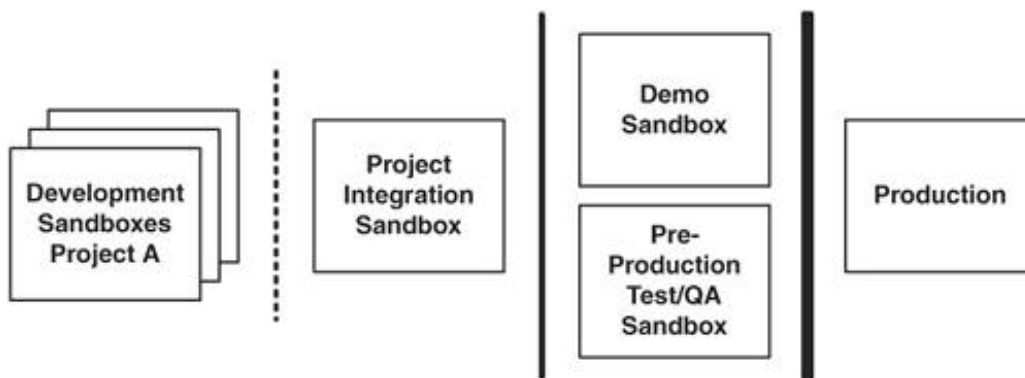 Development
Sandboxes
Project A
Project
Integration
Sandbox
Demo
Sandbox
Pre-
Production
Test/QA
Sandbox
Production